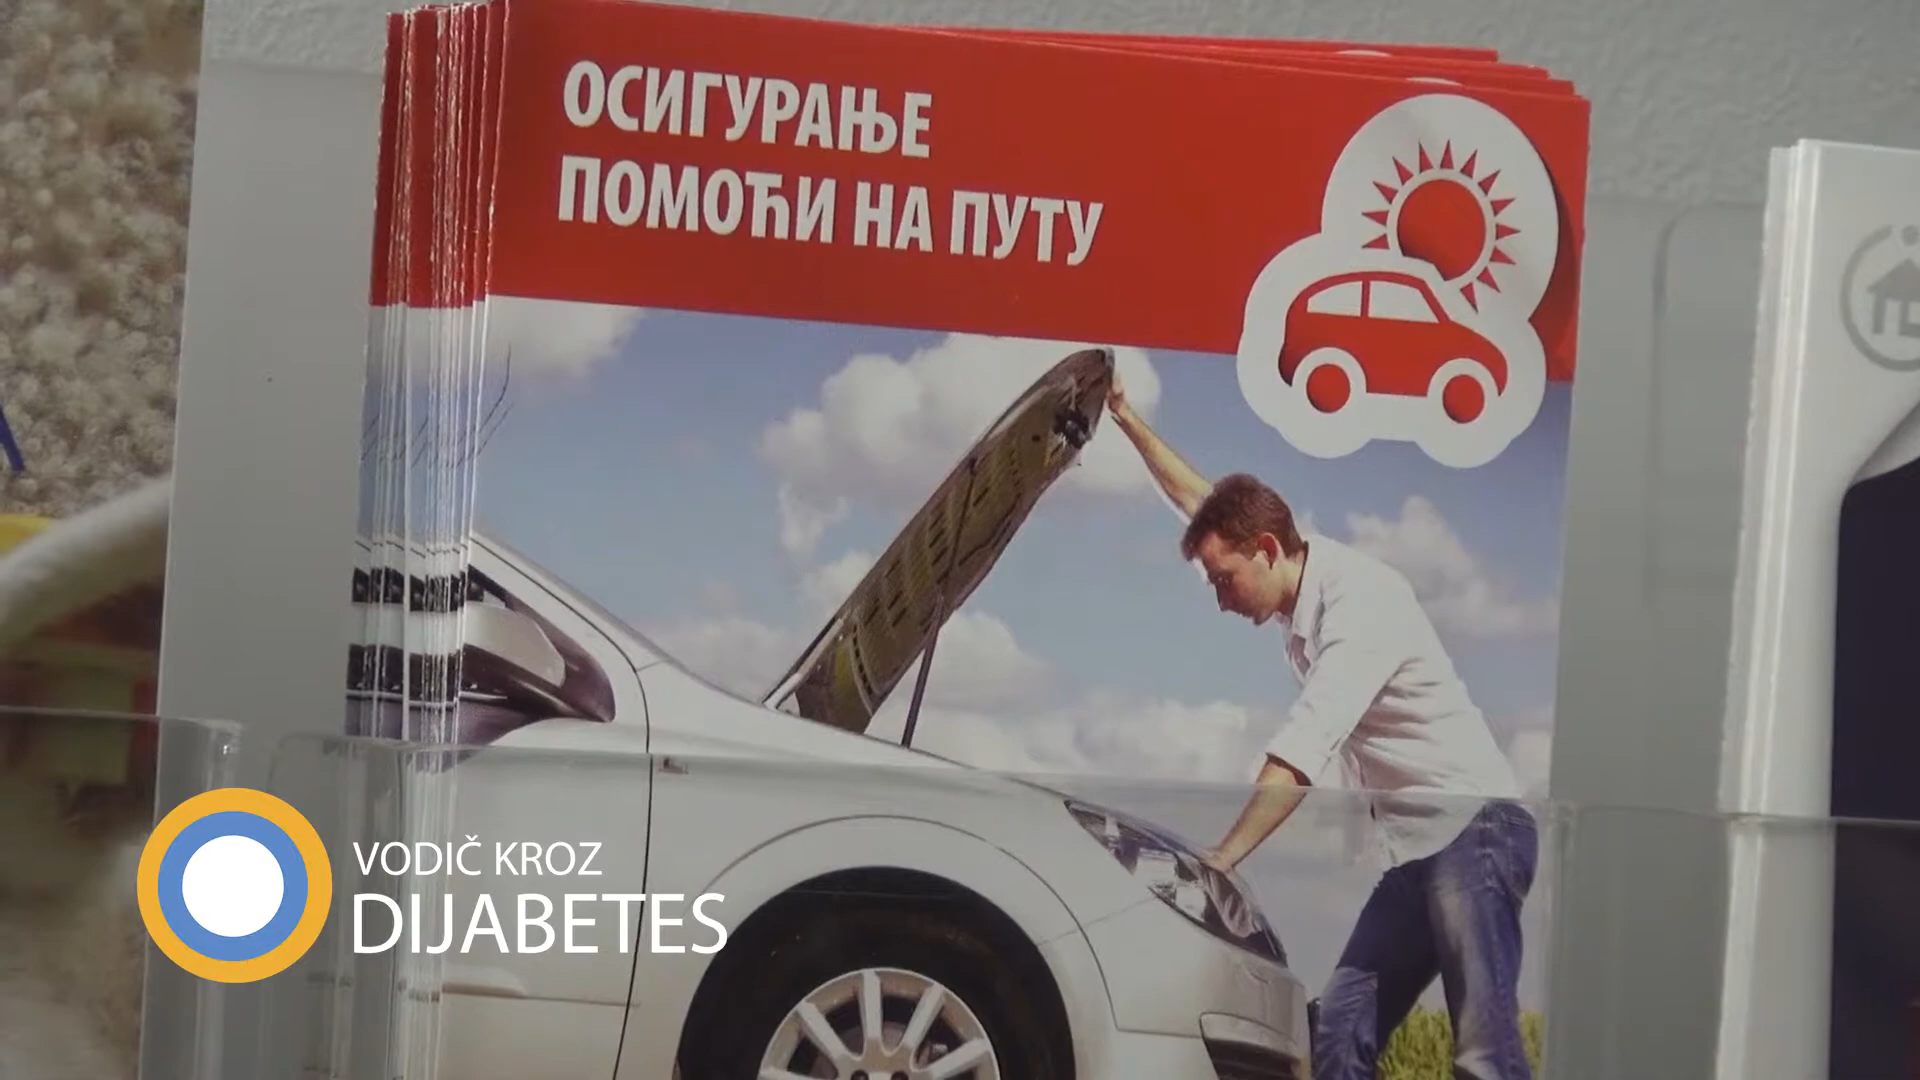 ОСИГУРАЊЕ
ПОМОЋИ НА ПУТУ
VODIČ KROZ
DIJABETES